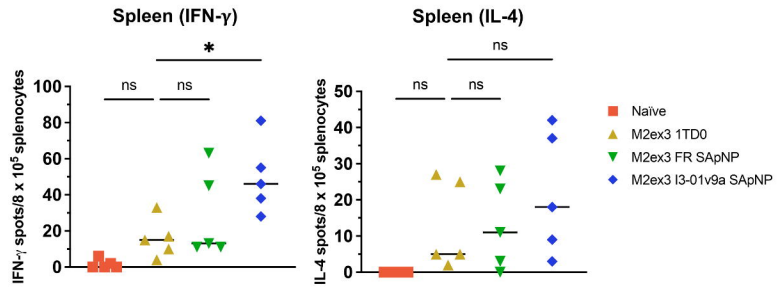 Spleen (IFN-γ)
*
ns
ns
100
80
60
40
20
0
IFN-γ spots/8 x 10⁵ splenocytes
Spleen (IL-4)
ns
ns
ns
50
40
30
20
10
0
IL-4 spots/8 x 10⁵ splenocytes
Naïve
M2ex3 1TD0
M2ex3 FR SApNP
M2ex3 I3-01v9a SApNP